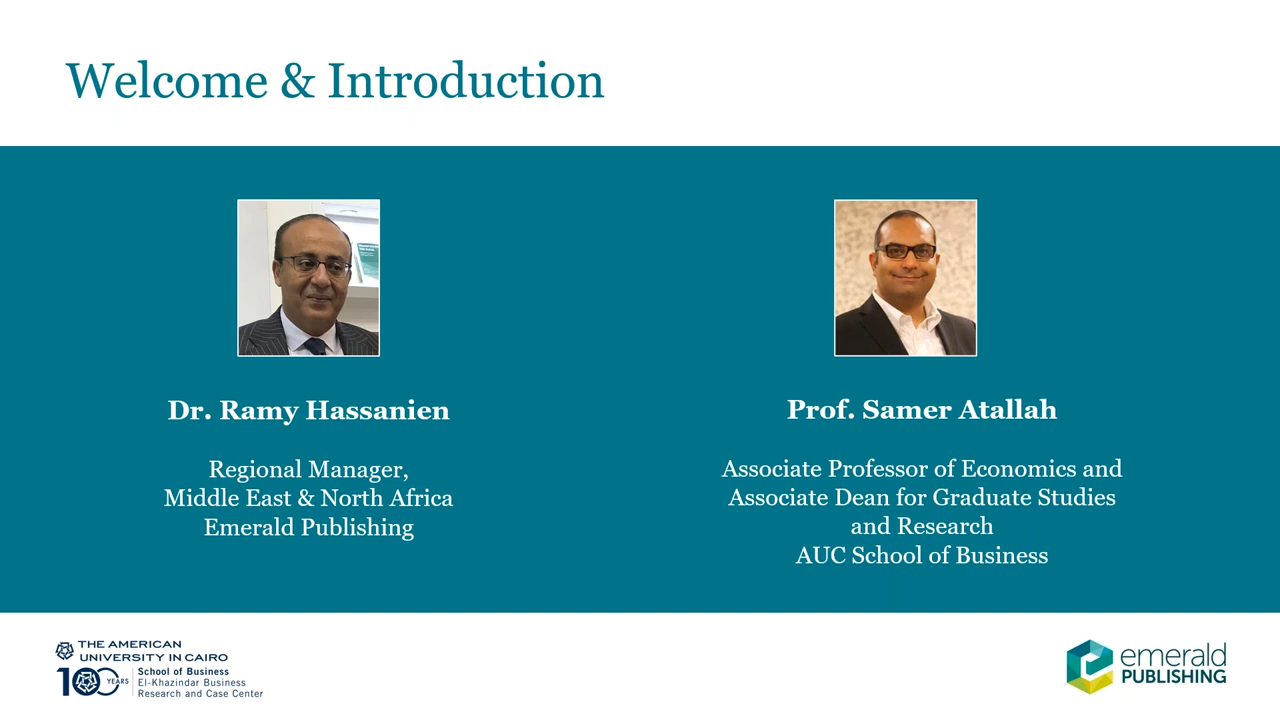 Welcome & Introduction
Dr. Ramy Hassanien
Regional Manager,
Middle East & North Africa
Emerald Publishing
Prof. Samer Atallah
Associate Professor of Economics and
Associate Dean for Graduate Studies
and Research
AUC School of Business
THE AMERICAN
UNIVERSITY IN CAIRO
100 YEARS
School of Business
El-Khazindar Business
Research and Case Center
emerald
PUBLISHING